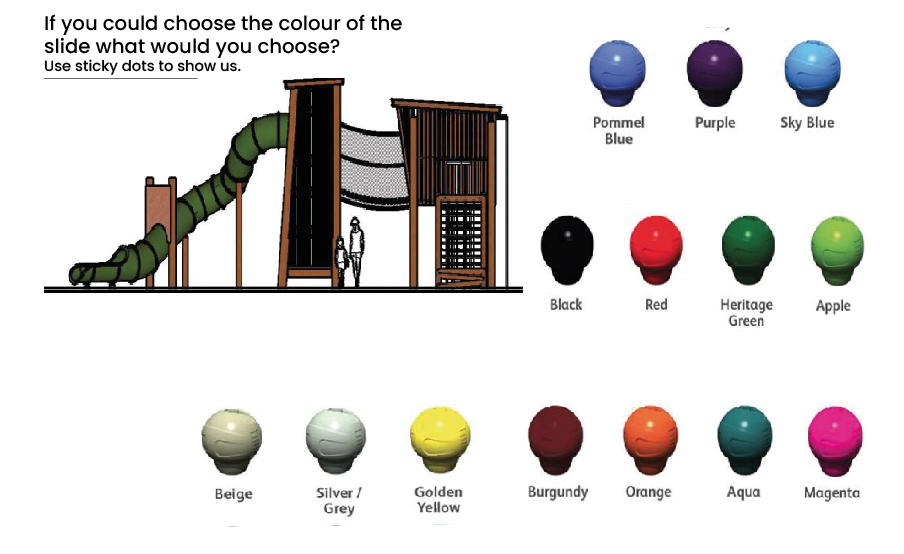 If you could choose the colour of the
slide what would you choose?
Use sticky dots to show us.
Pommel
Blue
Purple
Sky Blue
Black
Red
Heritage
Green
Apple
Beige
Silver /
Grey
Golden
Yellow
Burgundy
Orange
Aqua
Magenta